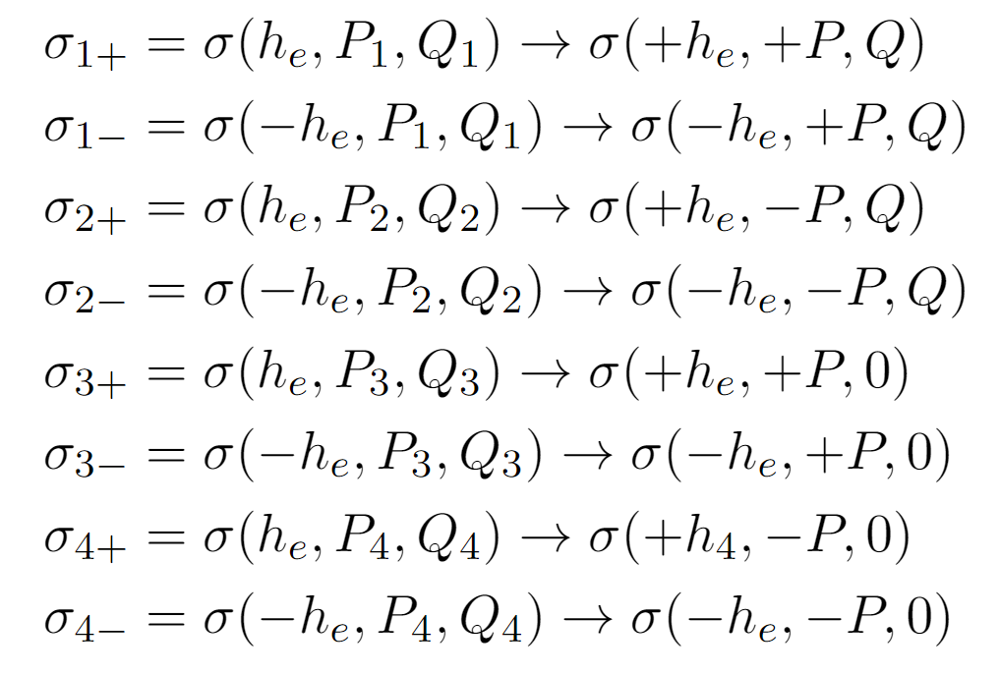 σ₁₊ = σ(hₑ, P₁, Q₁) → σ(+hₑ, +P, Q)
σ₁₋ = σ(−hₑ, P₁, Q₁) → σ(−hₑ, +P, Q)
σ₂₊ = σ(hₑ, P₂, Q₂) → σ(+hₑ, −P, Q)
σ₂₋ = σ(−hₑ, P₂, Q₂) → σ(−hₑ, −P, Q)
σ₃₊ = σ(hₑ, P₃, Q₃) → σ(+hₑ, +P, 0)
σ₃₋ = σ(−hₑ, P₃, Q₃) → σ(−hₑ, +P, 0)
σ₄₊ = σ(hₑ, P₄, Q₄) → σ(+h₄, −P, 0)
σ₄₋ = σ(−hₑ, P₄, Q₄) → σ(−hₑ, −P, 0)